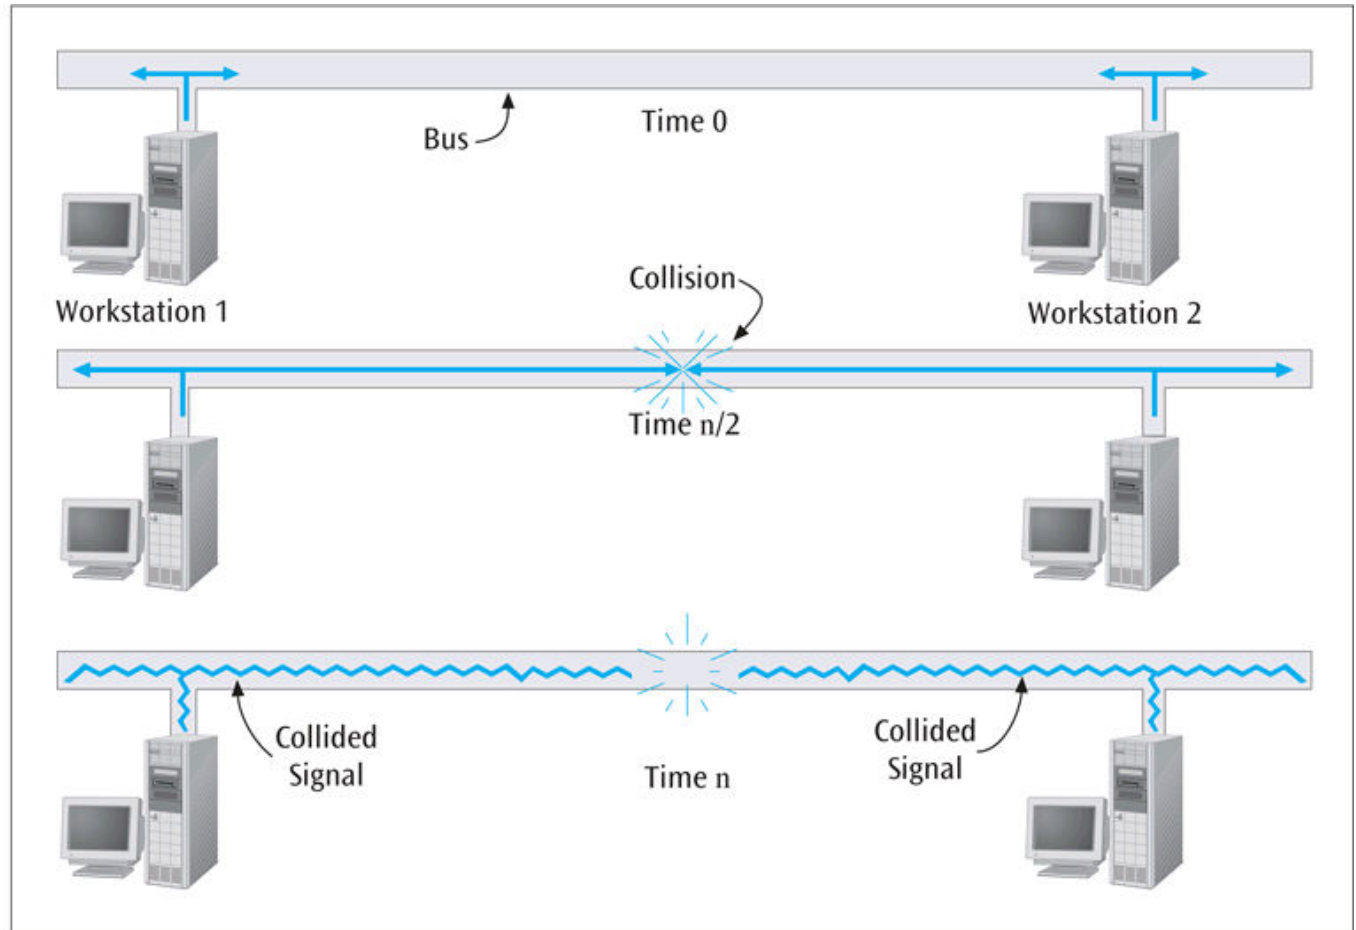 Time 0
Bus
Collision
Workstation 1
Workstation 2
Time n/2
Collided
Signal
Collided
Signal
Time n